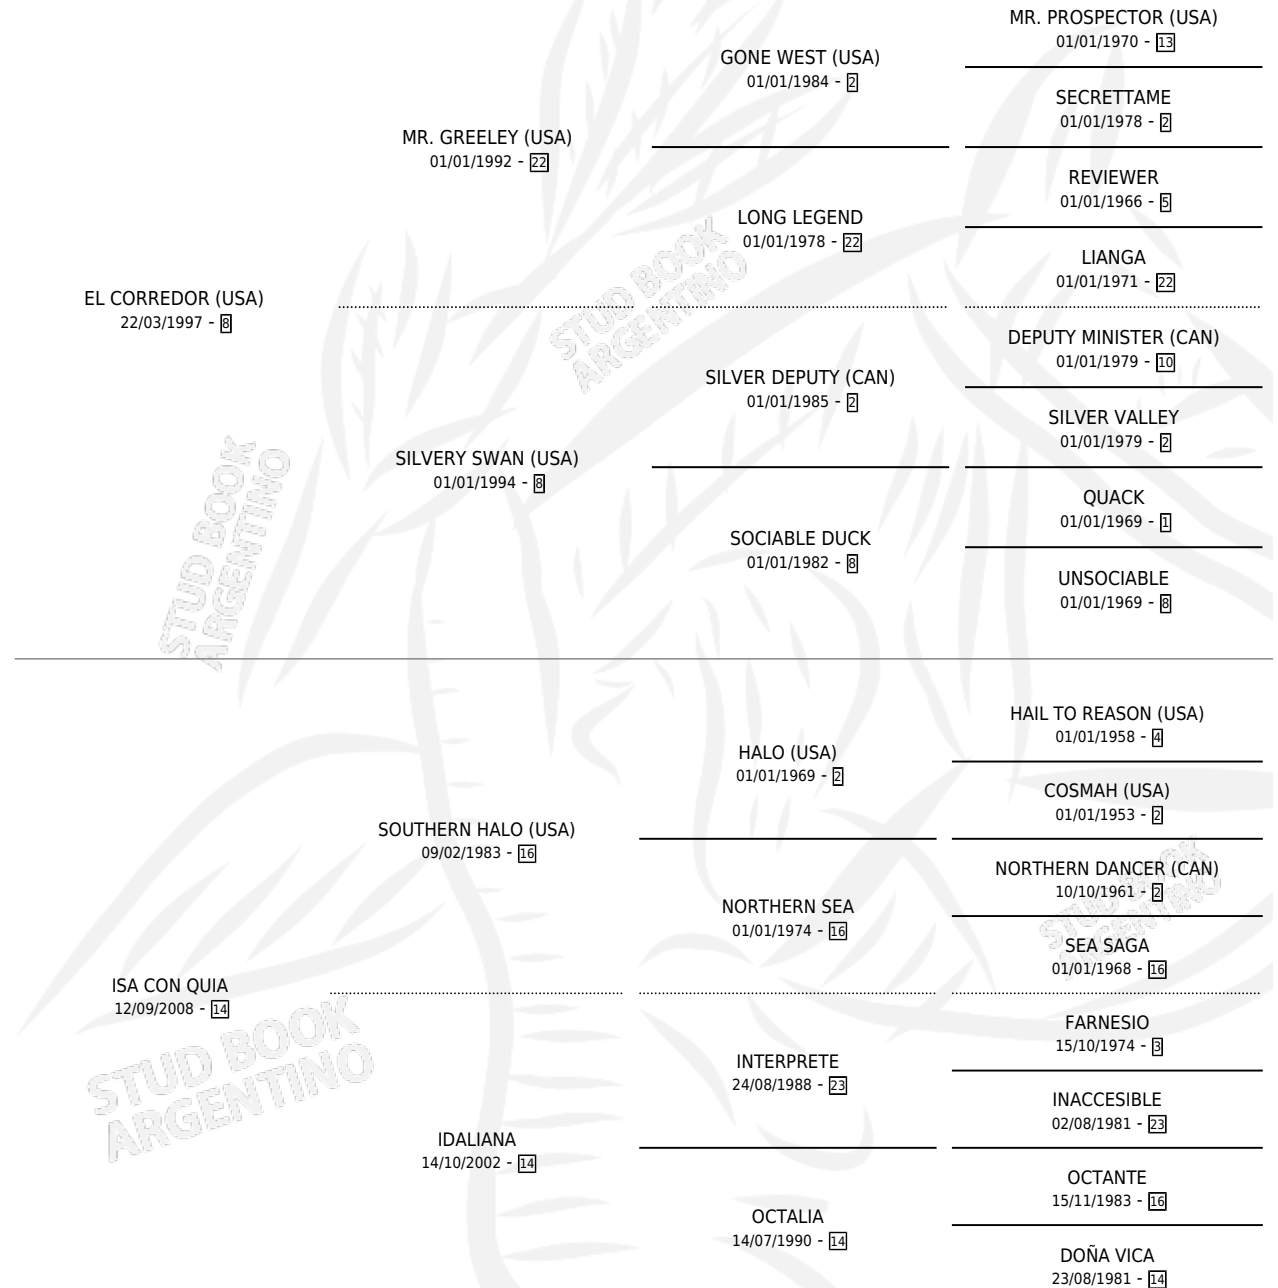 MR. PROSPECTOR (USA)
01/01/1970 - 13
GONE WEST (USA)
01/01/1984 - 2
SECRETTAME
01/01/1978 - 2
MR. GREELEY (USA)
01/01/1992 - 22
REVIEWER
01/01/1966 - 5
LONG LEGEND
01/01/1978 - 22
LIANGA
01/01/1971 - 22
EL CORREDOR (USA)
22/03/1997 - 8
DEPUTY MINISTER (CAN)
01/01/1979 - 10
SILVER DEPUTY (CAN)
01/01/1985 - 2
SILVER VALLEY
01/01/1979 - 2
SILVERY SWAN (USA)
01/01/1994 - 8
QUACK
01/01/1969 - 1
SOCIABLE DUCK
01/01/1982 - 8
UNSOCIABLE
01/01/1969 - 8
HAIL TO REASON (USA)
01/01/1958 - 4
HALO (USA)
01/01/1969 - 2
COSMAH (USA)
01/01/1953 - 2
SOUTHERN HALO (USA)
09/02/1983 - 16
NORTHERN DANCER (CAN)
10/10/1961 - 2
NORTHERN SEA
01/01/1974 - 16
SEA SAGA
01/01/1968 - 16
ISA CON QUIA
12/09/2008 - 14
FARNESIO
15/10/1974 - 3
INTERPRETE
24/08/1988 - 23
INACCESIBLE
02/08/1981 - 23
IDALIANA
14/10/2002 - 14
OCTANTE
15/11/1983 - 16
OCTALIA
14/07/1990 - 14
DOÑA VICA
23/08/1981 - 14
STUD BOOK
ARGENTINO
STUD BOOK
ARGENTINO
STUD BOOK
ARGENTINO
STUD BOOK
ARGENTINO